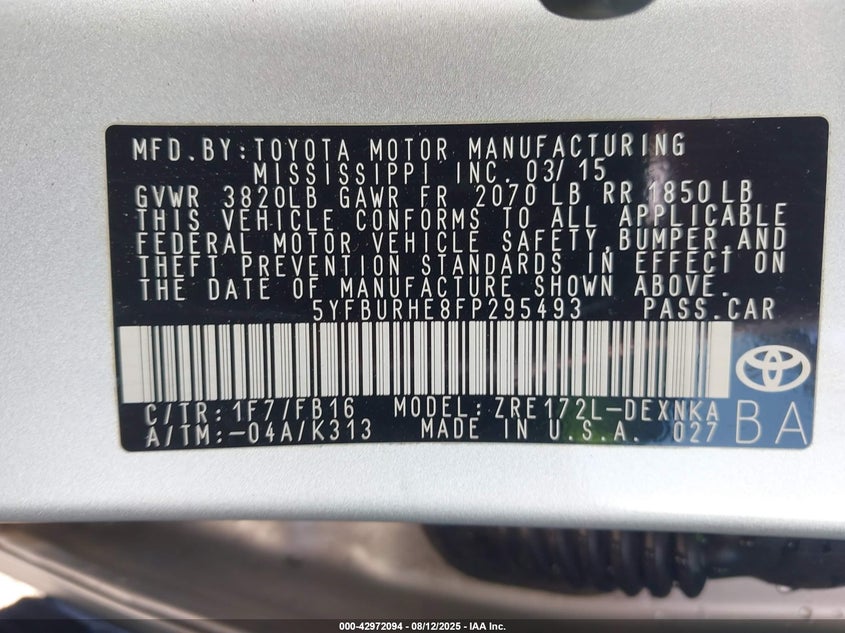 MFD.BY:TOYOTA MOTOR MANUFACTURING
MISSISSIPPI INC. 03/15
GVWR 3820LB GAWR FR 2070 LB RR 1850 LB
THIS VEHICLE CONFORMS TO ALL APPLICABLE
FEDERAL MOTOR VEHICLE SAFETY,BUMPER,AND
THEFT PREVENTION STANDARDS IN EFFECT ON
THE DATE OF MANUFACTURE SHOWN ABOVE.
5YFBURHE8FP295493 PASS.CAR
C/TR:1F7/FB16 MODEL:ZRE172L-DEXNKA
A/TM:-04A/K313 MADE IN U.S.A. 027
BA
000-42972094 - 08/12/2025 - IAA Inc.